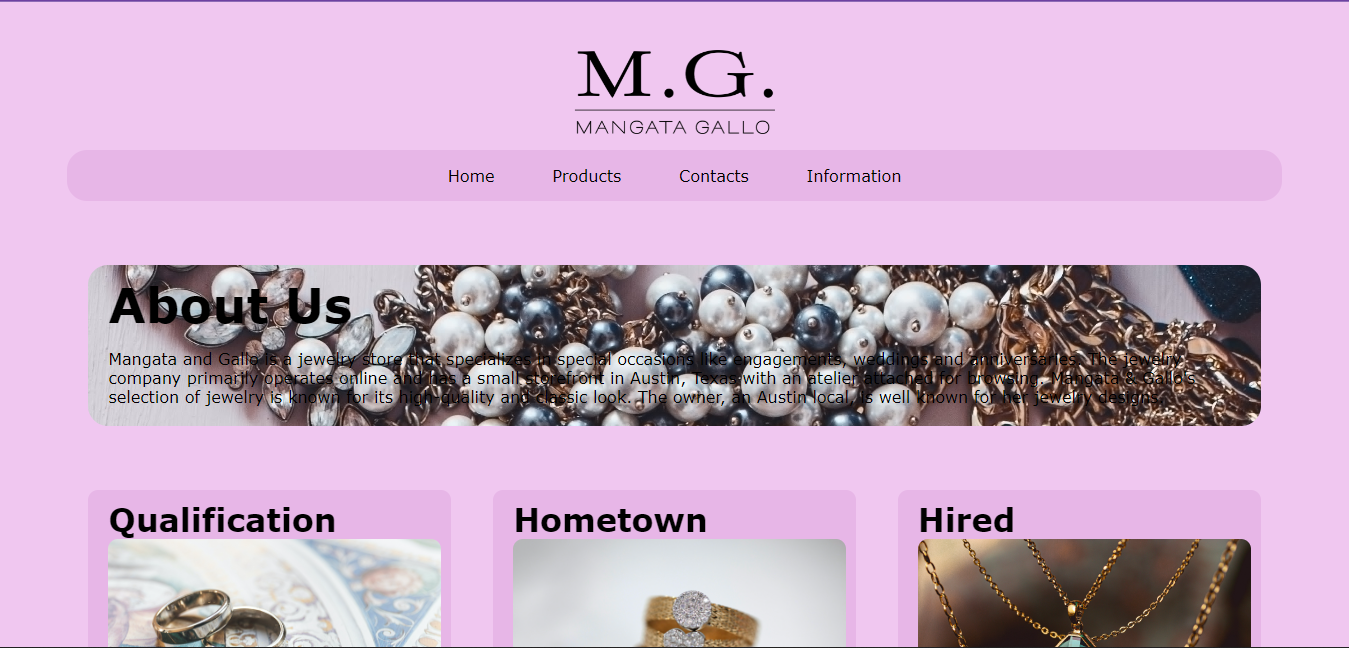 M.G.
MANGATA GALLO
Home Products Contacts Information
About Us
Mangata and Gallo is a jewelry store that specializes in special occasions like engagements, weddings and anniversaries. The jewelry
company primarily operates online and has a small storefront in Austin, Texas with an atelier attached for browsing. Mangata & Gallo's
selection of jewelry is known for its high-quality and classic look. The owner, an Austin local, is well known for her jewelry designs.
Qualification Hometown Hired